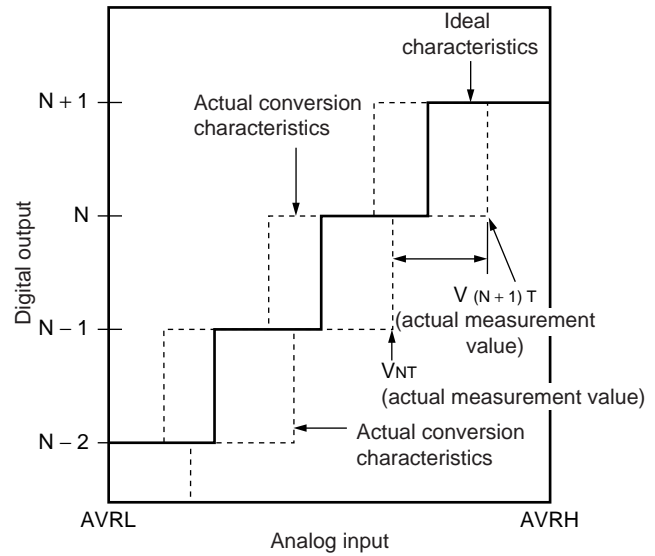 Ideal
characteristics
N + 1
Actual conversion
characteristics
N
Digital output
V (N + 1) T
(actual measurement
value)
N − 1
VNT
(actual measurement value)
Actual conversion
characteristics
N − 2
AVRL
AVRH
Analog input